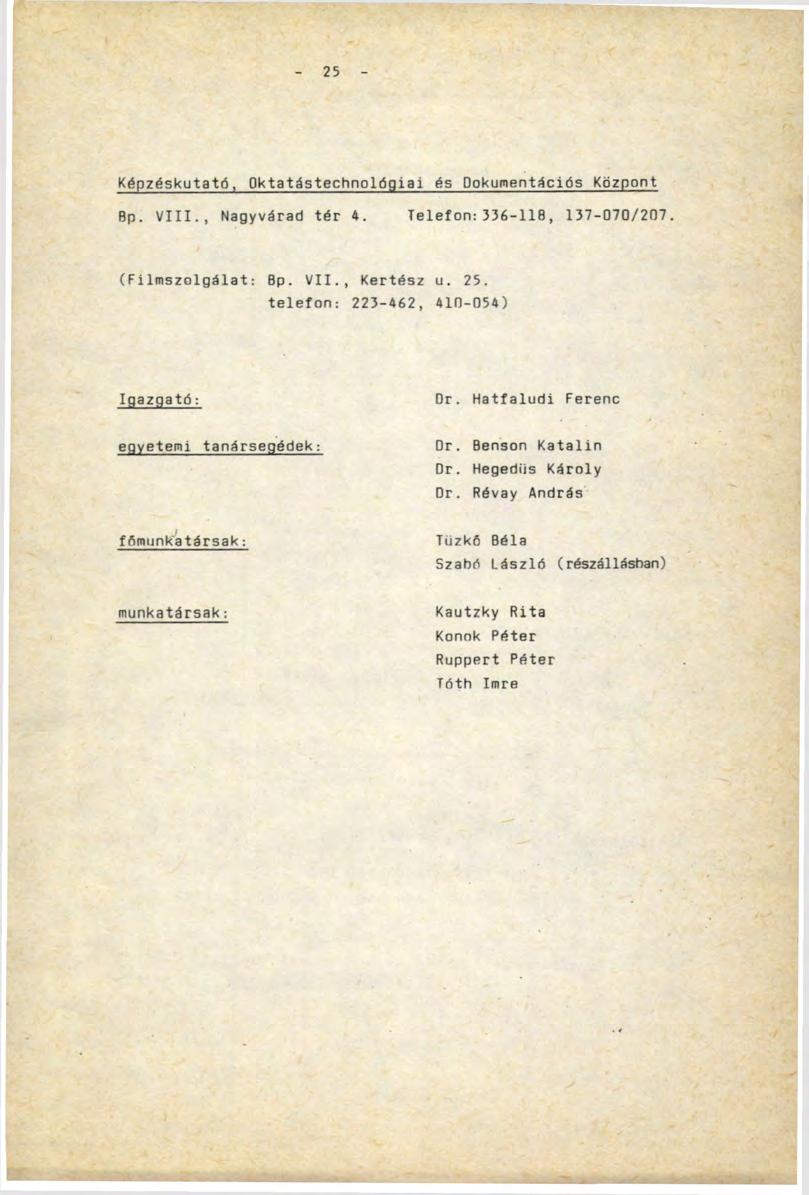 - 25 -
Képzéskutató, Oktatástechnológiai és Dokumentációs Központ
Bp. VIII., Nagyvárad tér 4. Telefon: 336-118, 137-070/207.
(Filmszolgálat: Bp. VII., Kertész u. 25.
telefon: 223-462, 410-054)
Igazgató: Dr. Hatfaludi Ferenc
egyetemi tanársegédek: Dr. Benson Katalin
Dr. Hegedüs Károly
Dr. Révay András
főmunkatársak: Tüzkő Béla
Szabó László (részállásban)
munkatársak: Kautzky Rita
Konok Péter
Ruppert Péter
Tóth Imre